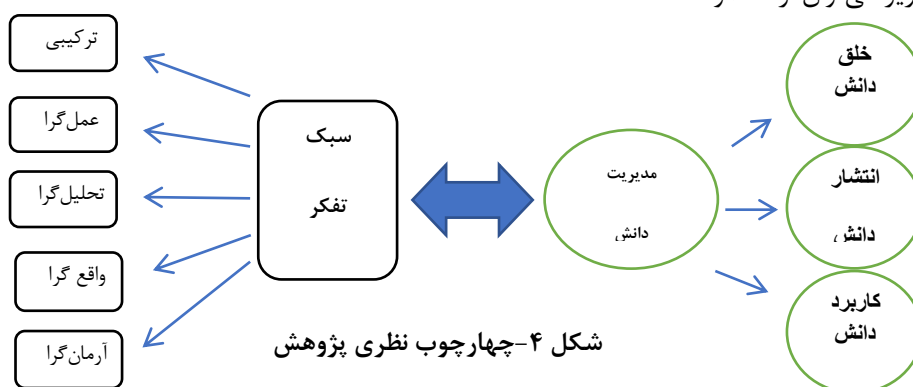 ترکیبی
عمل‌گرا
تحلیل‌گرا
واقع گرا
آرمان‌گرا
سبک
تفکر
مدیریت
دانش
خلق
دانش
انتشار
دانش
کاربرد
دانش
شکل ۴-چهارچوب نظری پژوهش